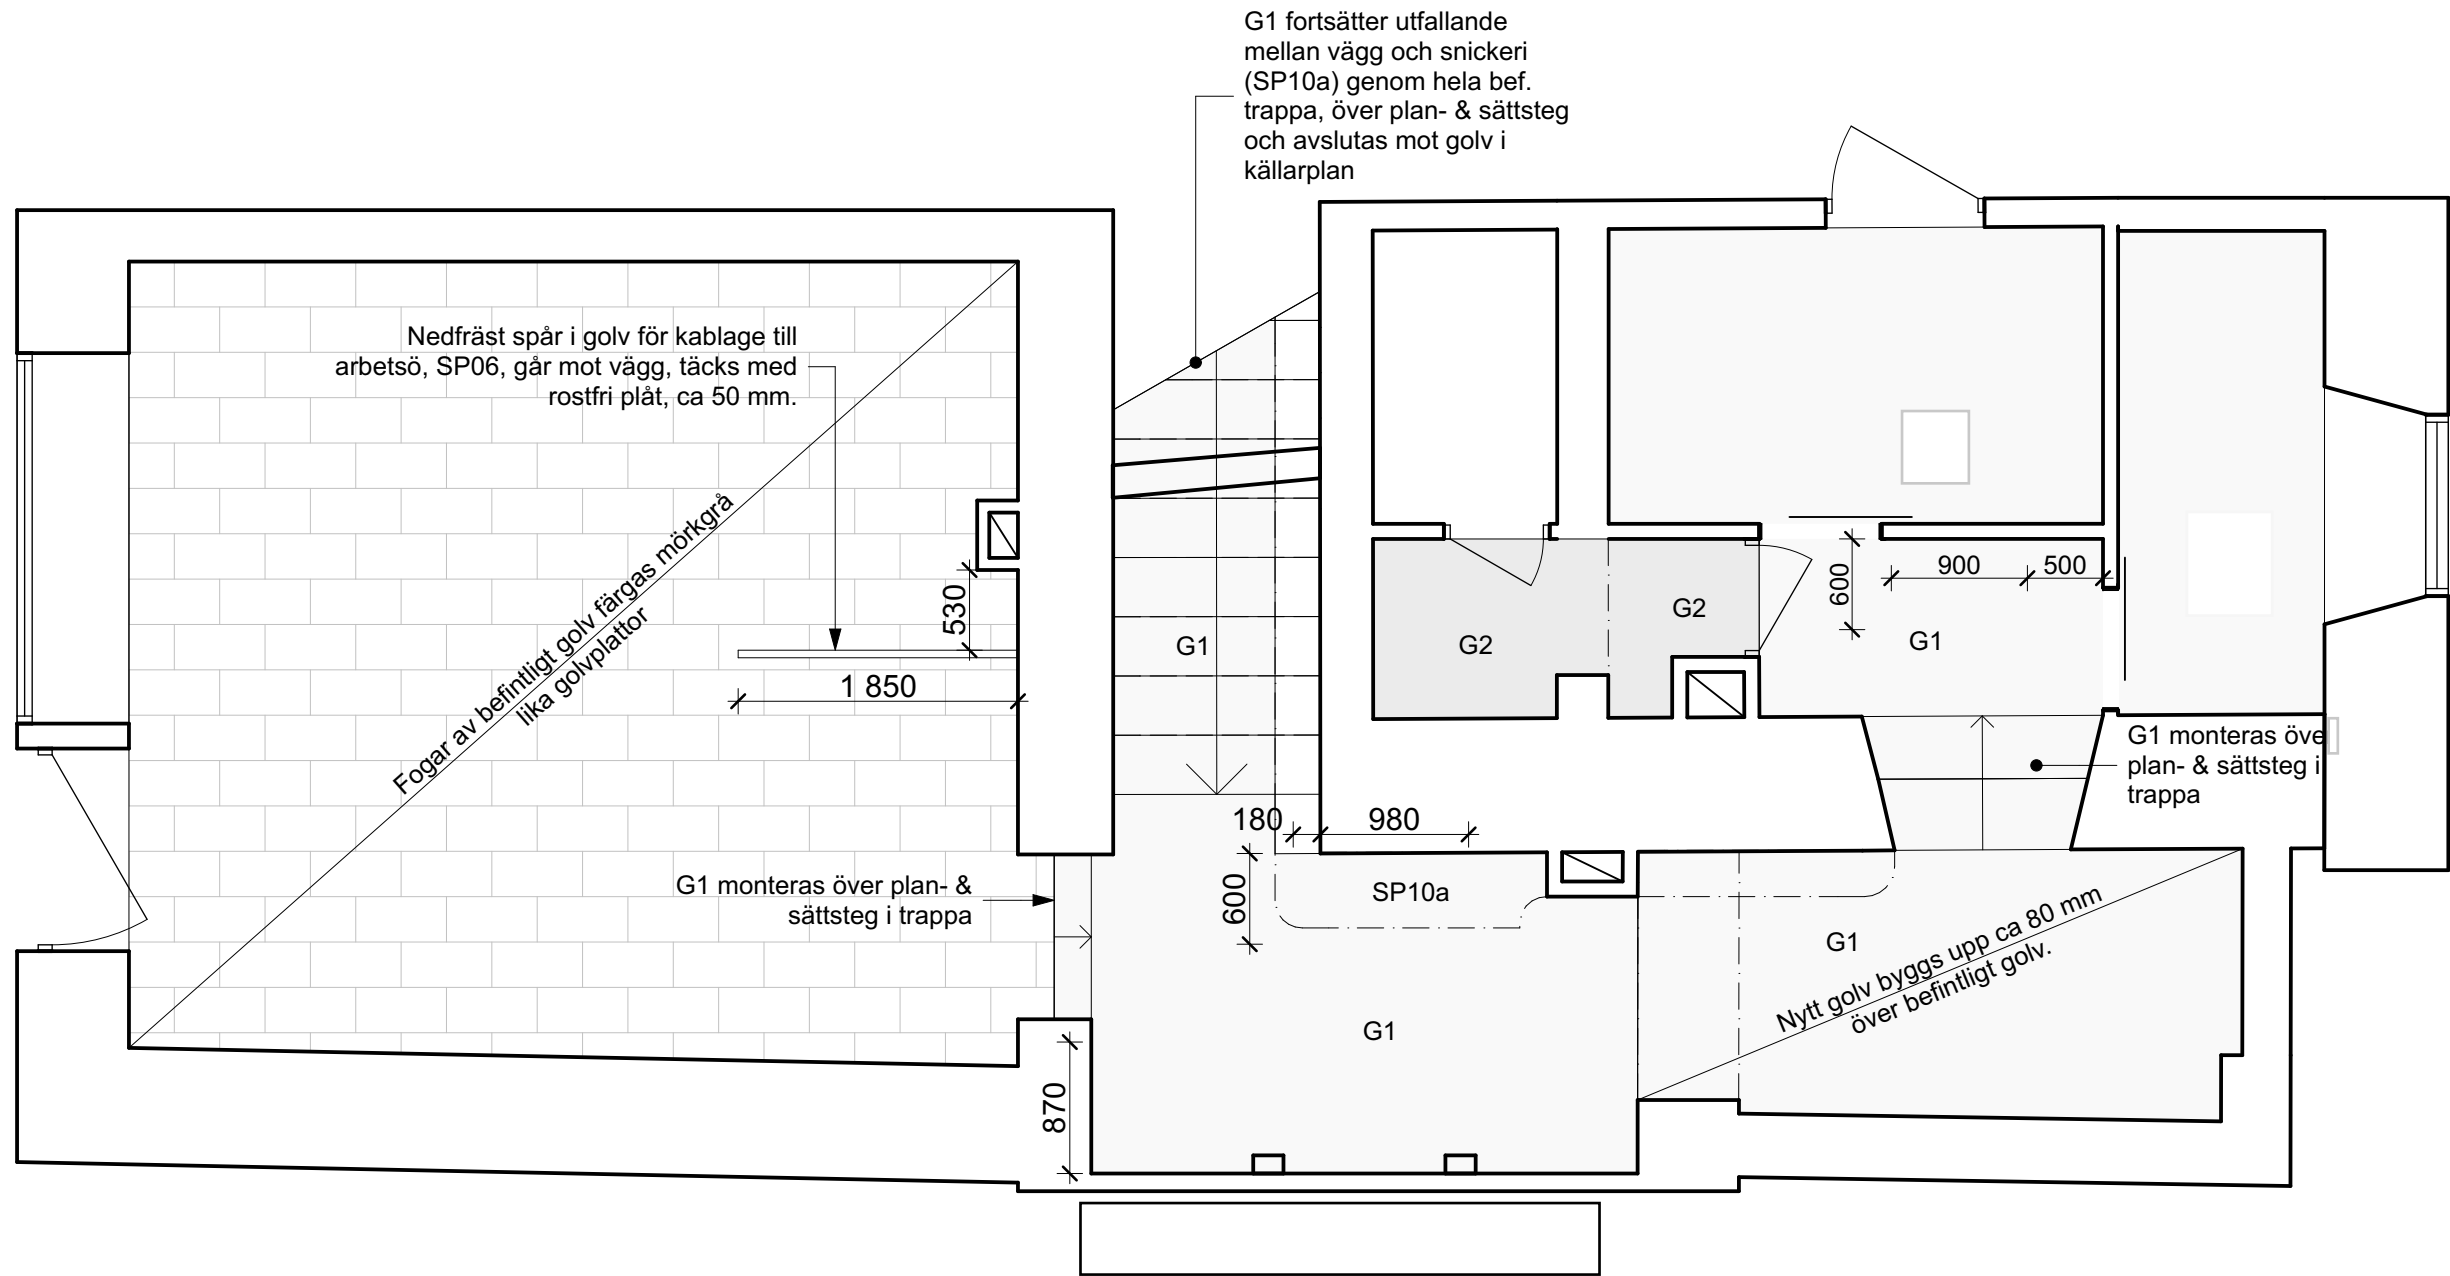 G1 fortsätter utfallande
mellan vägg och snickeri
(SP10a) genom hela bef.
trappa, över plan- & sättsteg
och avslutas mot golv i
källarplan
Nedfräst spår i golv för kablage till
arbetsö, SP06, går mot vägg, täcks med
rostfri plåt, ca 50 mm.
Fogar av befintligt golv färgas mörkgrå
lika golvplattor
530
1 850
G1
G2
G2
600
900
500
G1
G1 monteras öve
plan- & sättsteg i
trappa
180
980
600
SP10a
G1 monteras över plan- &
sättsteg i trappa
G1
Nytt golv byggs upp ca 80 mm
över befintligt golv.
G1
870